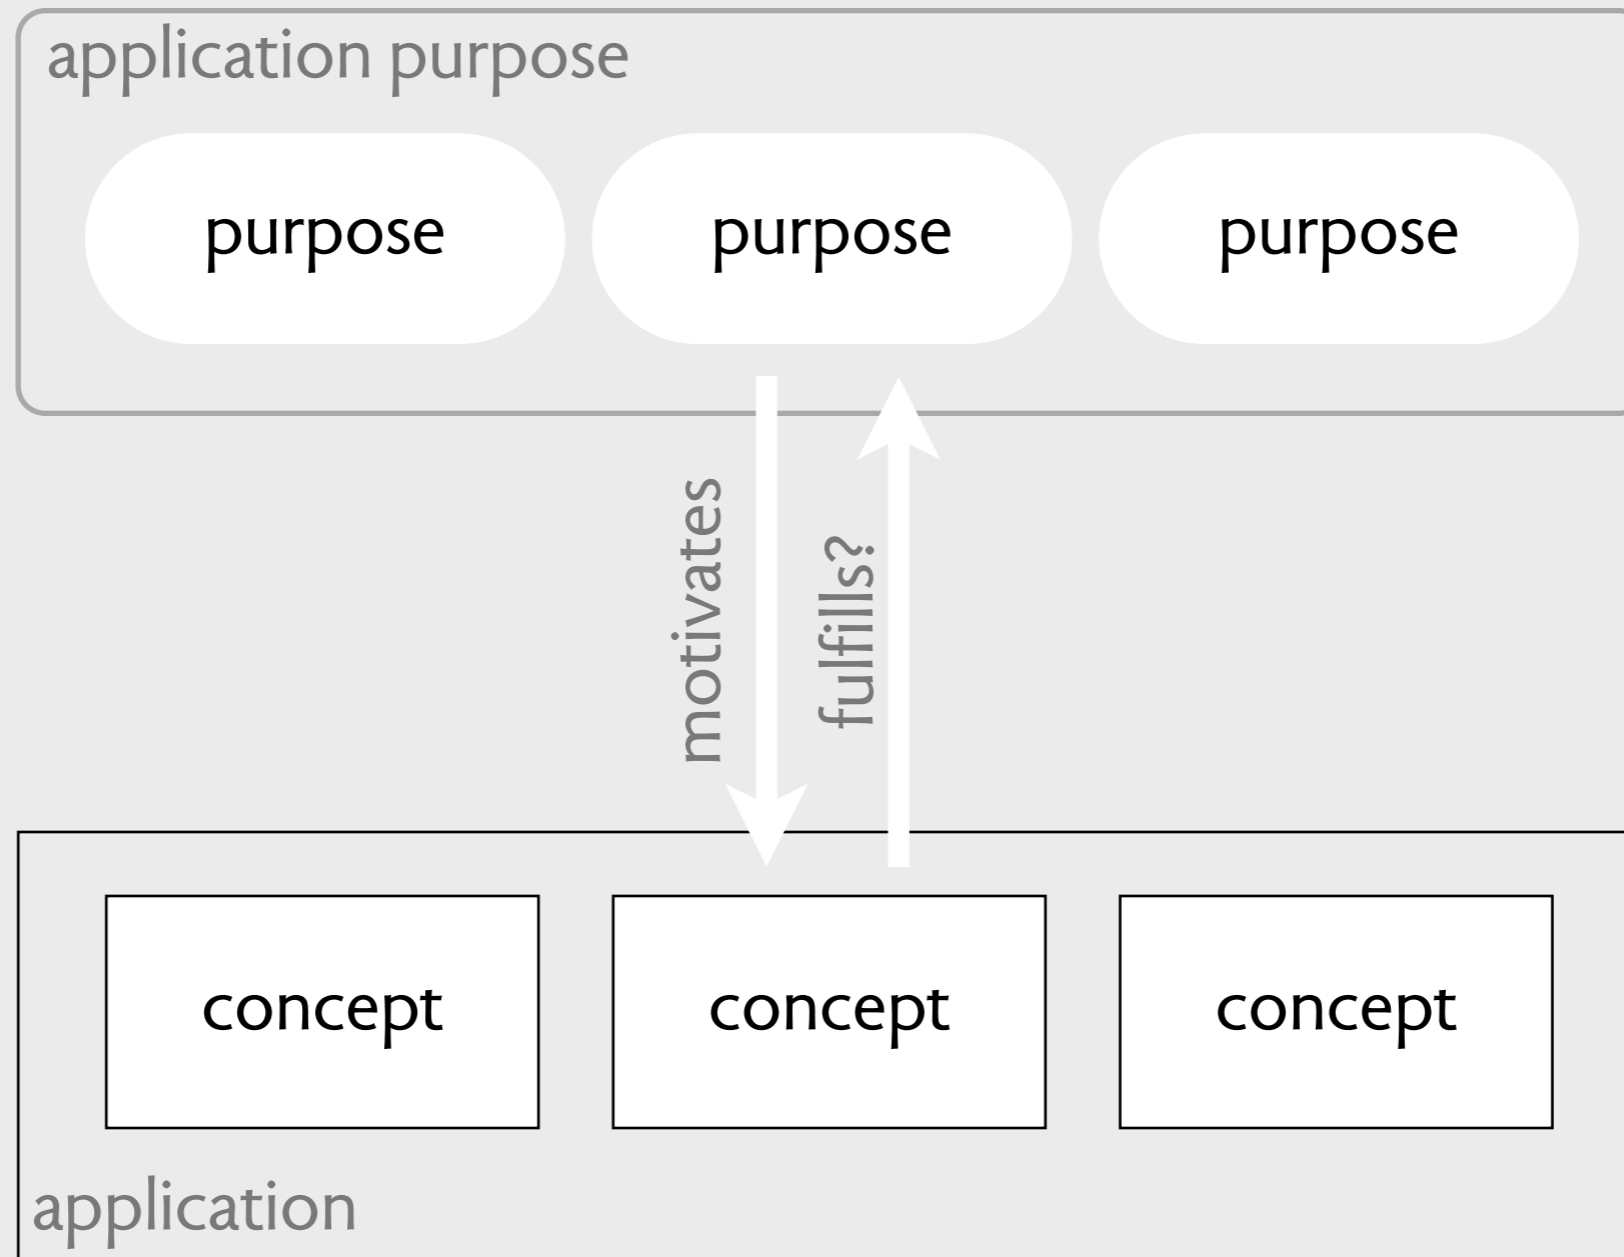 application purpose
purpose
purpose
purpose
motivates
fulfills?
concept
concept
concept
application